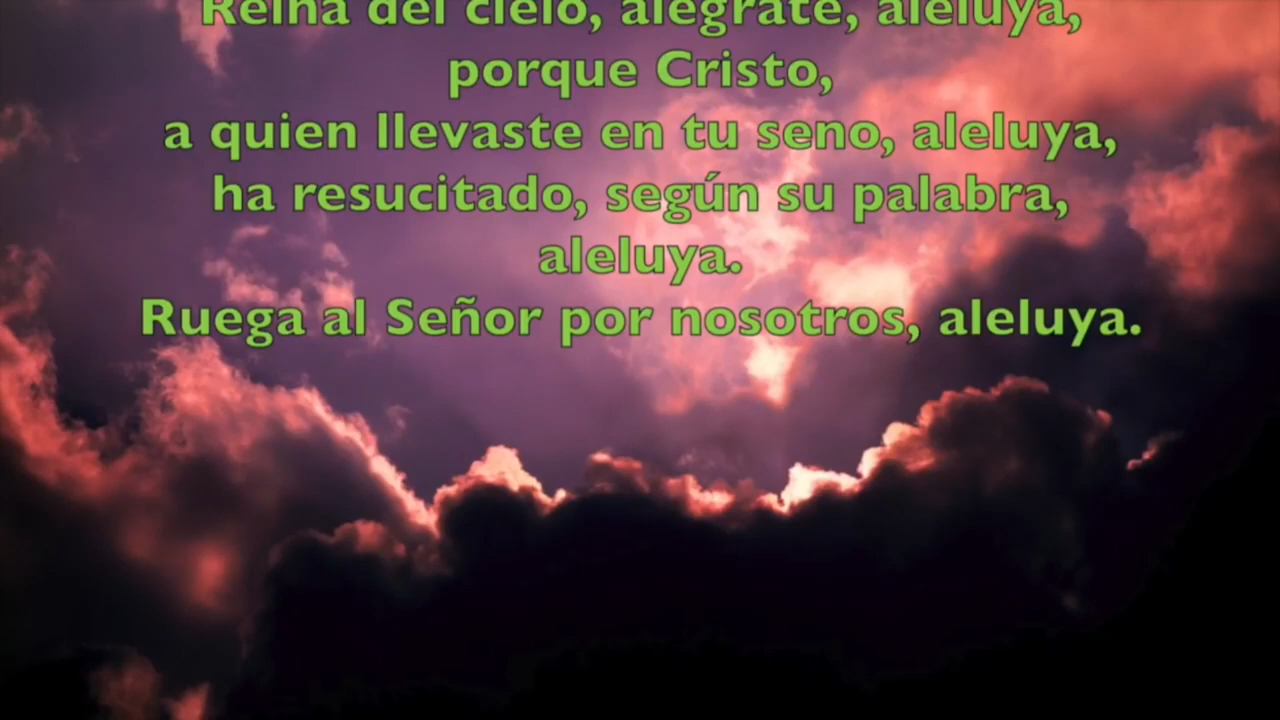 Reina del cielo, alégrate, aleluya,
porque Cristo,
a quien llevaste en tu seno, aleluya,
ha resucitado, según su palabra,
aleluya.
Ruega al Señor por nosotros, aleluya.